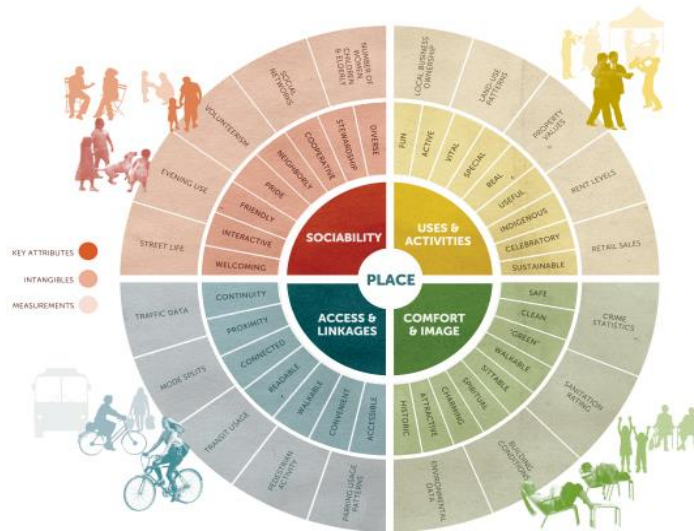 NUMBER OF
WOMEN,
CHILDREN
& ELDERLY
SOCIAL
NETWORKS
VOLUNTEERISM
EVENING USE
STREET LIFE
DIVERSE
STEWARDSHIP
COOPERATIVE
NEIGHBORLY
PRIDE
FRIENDLY
INTERACTIVE
WELCOMING
SOCIABILITY
LOCAL BUSINESS
OWNERSHIP
LAND-USE
PATTERNS
PROPERTY
VALUES
RENT LEVELS
RETAIL SALES
FUN
ACTIVE
VITAL
SPECIAL
REAL
USEFUL
INDIGENOUS
CELEBRATORY
SUSTAINABLE
USES &
ACTIVITIES
KEY ATTRIBUTES
INTANGIBLES
MEASUREMENTS
PLACE
ACCESS &
LINKAGES
CONTINUITY
PROXIMITY
CONNECTED
READABLE
WALKABLE
CONVENIENT
ACCESSIBLE
TRAFFIC DATA
MODE SPLITS
TRANSIT USAGE
PEDESTRIAN
ACTIVITY
PARKING USAGE
PATTERNS
COMFORT
& IMAGE
SAFE
CLEAN
"GREEN"
WALKABLE
SITTABLE
SPIRITUAL
CHARMING
ATTRACTIVE
HISTORIC
CRIME
STATISTICS
SANITATION
RATING
BUILDING
CONDITIONS
ENVIRONMENTAL
DATA